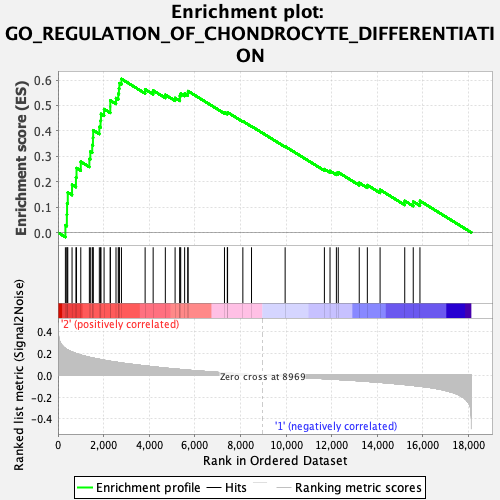 Enrichment plot:
GO_REGULATION_OF_CHONDROCYTE_DIFFERENTIATI
ON
Enrichment score (ES)
0.6
0.5
0.4
0.3
0.2
0.1
0.0
Ranked list metric (Signal2Noise)
'2' (positively correlated)
0.4
0.2
0.0
-0.2
-0.4
Zero cross at 8969
'1' (negatively correlated)
0
2,000
4,000
6,000
8,000
10,000
12,000
14,000
16,000
18,000
Rank in Ordered Dataset
Enrichment profile
Hits
Ranking metric scores